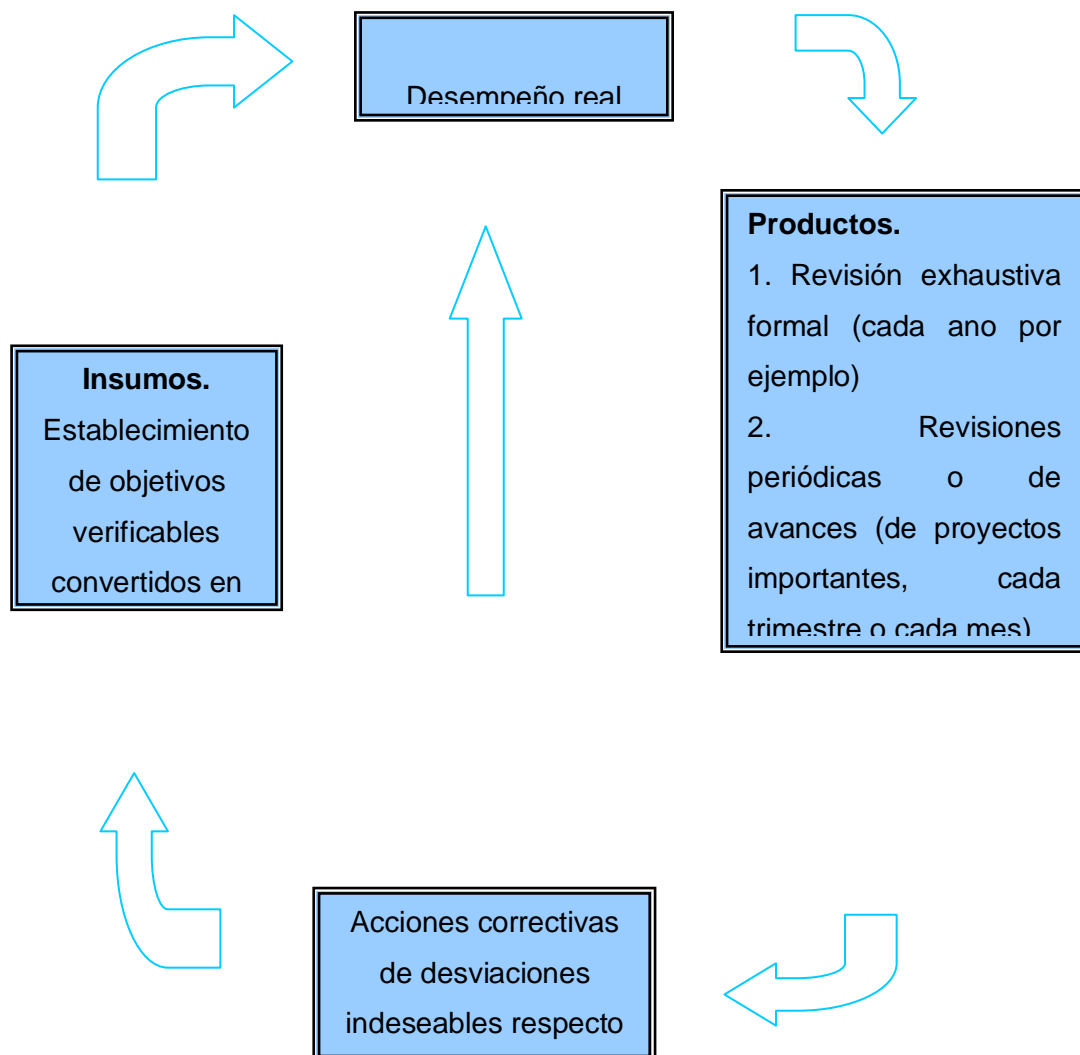 Desempeño real
Productos.
1. Revisión exhaustiva
formal (cada ano por
ejemplo)
2. Revisiones
periódicas o de
avances (de proyectos
importantes, cada
trimestre o cada mes)
Insumos.
Establecimiento
de objetivos
verificables
convertidos en
Acciones correctivas
de desviaciones
indeseables respecto